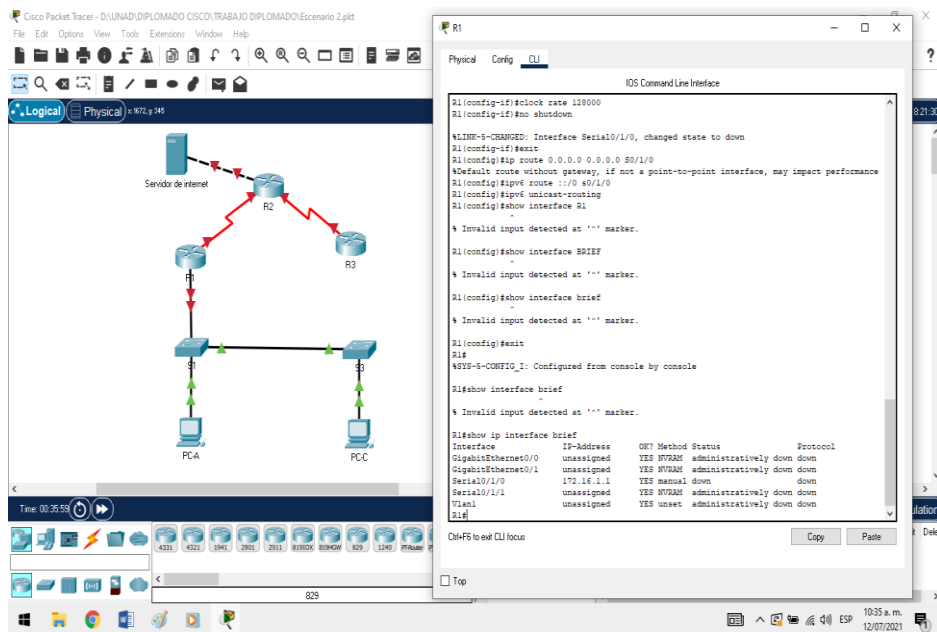 Cisco Packet Tracer - D:\UNAD\DIPLOMADO CISCO\TRABAJO DIPLOMADO\Escenario 2.pkt
File Edit Options View Tools Extensions Window Help
Logical Physical x: 1672, y: 345
8:21:30
Servidor de internet
R2
R1
R3
S1
S3
PC-A
PC-C
Time: 00:35:59
4331 4321 1941 2901 2911 819IOX 819HGW 829 1240 PT-Router
829
R1
Physical Config CLI
IOS Command Line Interface
R1(config-if)#clock rate 128000
R1(config-if)#no shutdown
%LINK-5-CHANGED: Interface Serial0/1/0, changed state to down
R1(config-if)#exit
R1(config)#ip route 0.0.0.0 0.0.0.0 S0/1/0
%Default route without gateway, if not a point-to-point interface, may impact performance
R1(config)#ipv6 route ::/0 s0/1/0
R1(config)#ipv6 unicast-routing
R1(config)#show interface R1
^
% Invalid input detected at '^' marker.
R1(config)#show interface BRIEF
^
% Invalid input detected at '^' marker.
R1(config)#show interface brief
^
% Invalid input detected at '^' marker.
R1(config)#exit
R1#
%SYS-5-CONFIG_I: Configured from console by console
R1#show interface brief
^
% Invalid input detected at '^' marker.
R1#show ip interface brief
Interface IP-Address OK? Method Status Protocol
GigabitEthernet0/0 unassigned YES NVRAM administratively down down
GigabitEthernet0/1 unassigned YES NVRAM administratively down down
Serial0/1/0 172.16.1.1 YES manual down down
Serial0/1/1 unassigned YES NVRAM administratively down down
Vlan1 unassigned YES unset administratively down down
R1#
Ctrl+F6 to exit CLI focus
Copy Paste
Top
ESP
10:35 a. m.
12/07/2021